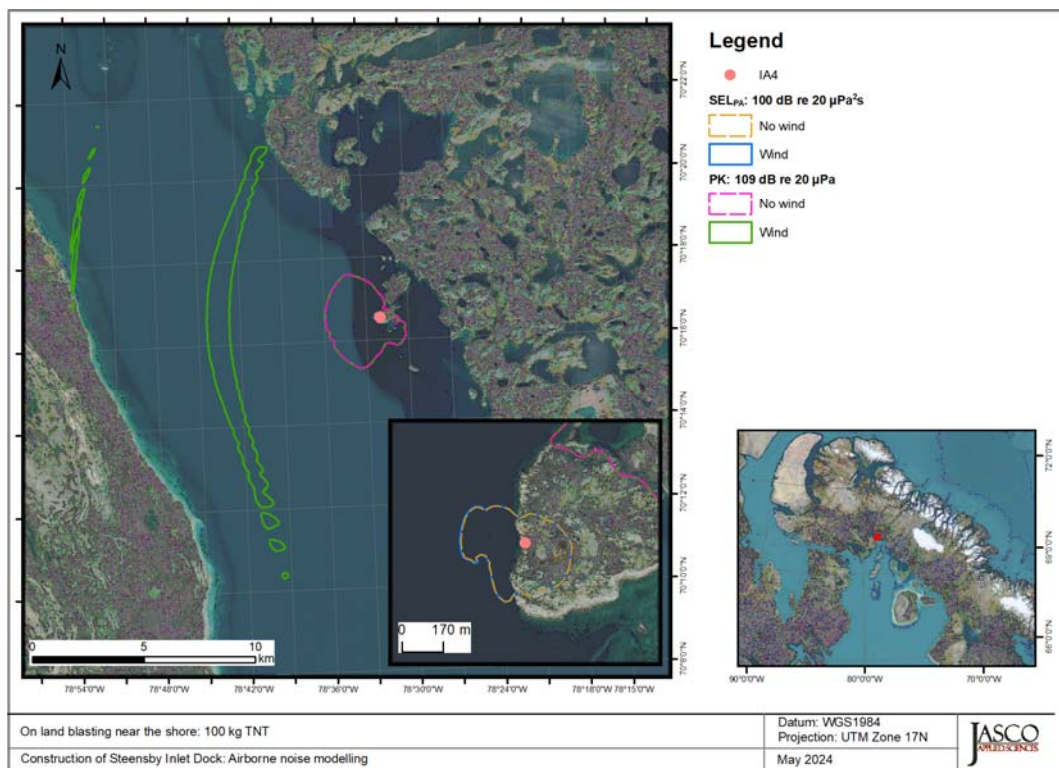 N
70°22'0"N
70°20'0"N
70°18'0"N
70°16'0"N
70°14'0"N
70°12'0"N
70°10'0"N
70°8'0"N
0 5 10
km
0 170 m
78°54'0"W 78°48'0"W 78°42'0"W 78°36'0"W 78°30'0"W 78°24'0"W 78°18'0"W 78°15'0"W
Legend
IA4
SELPA: 100 dB re 20 µPa²s
No wind
Wind
PK: 109 dB re 20 µPa
No wind
Wind
72°0'0"N
69°0'0"N
66°0'0"N
90°0'0"W 80°0'0"W 70°0'0"W
On land blasting near the shore: 100 kg TNT
Construction of Steensby Inlet Dock: Airborne noise modelling
Datum: WGS1984
Projection: UTM Zone 17N
May 2024
JASCO
APPLIED SCIENCES